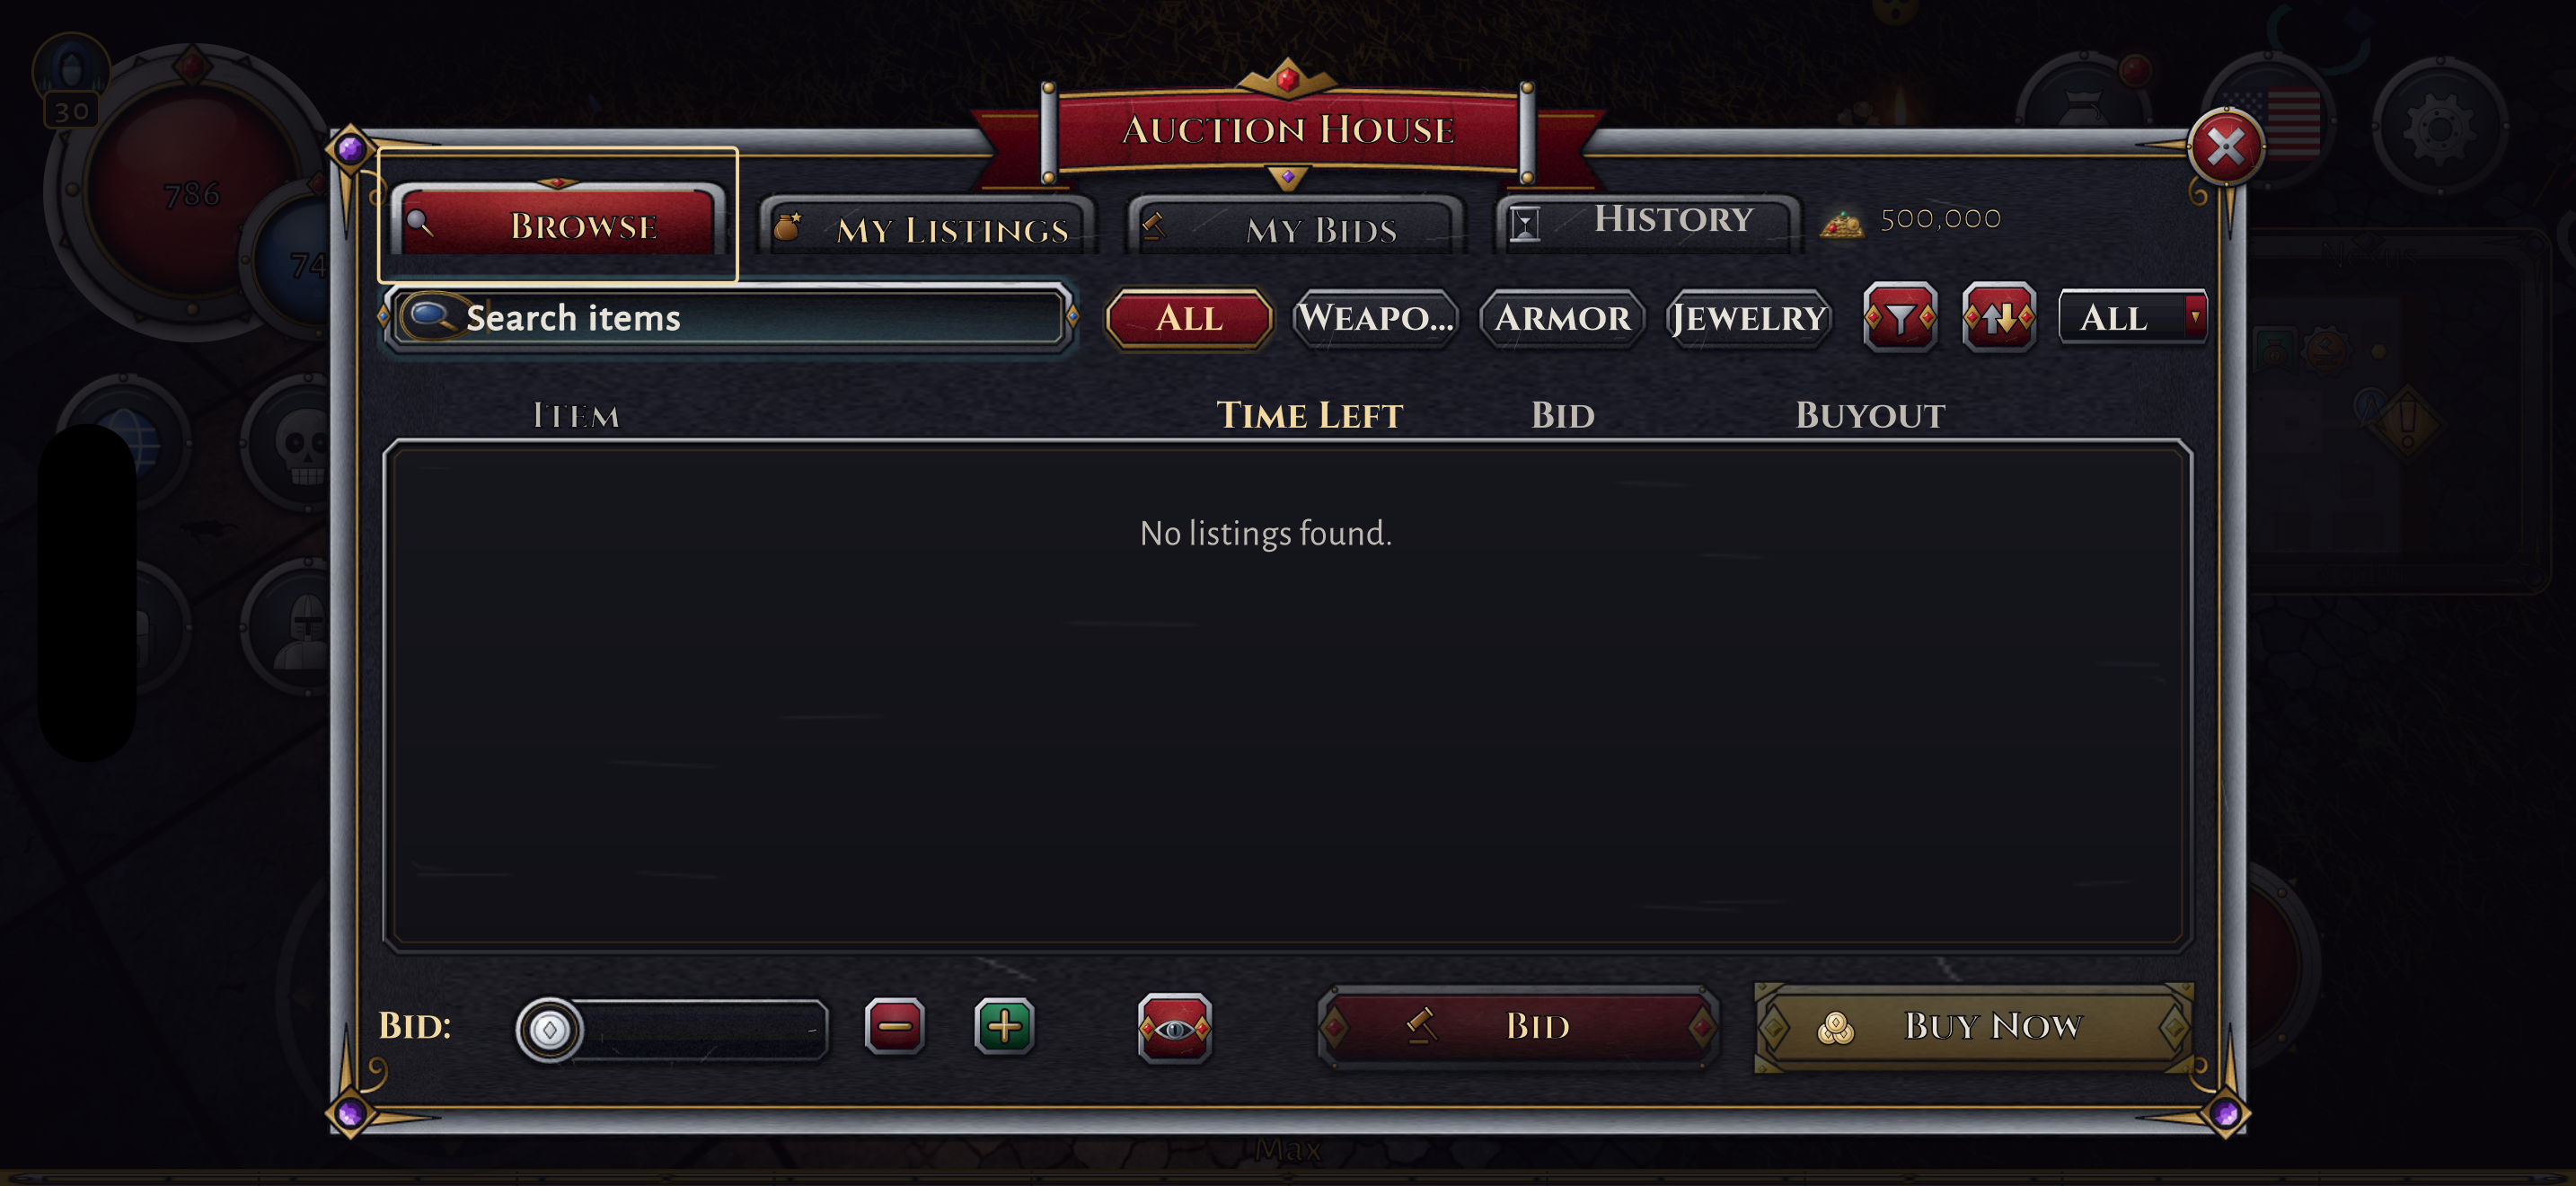 30
786
74
AUCTION HOUSE
BROWSE
MY LISTINGS
MY BIDS
HISTORY
500,000
Search items
ALL
WEAPO...
ARMOR
JEWELRY
ALL
ITEM
TIME LEFT
BID
BUYOUT
No listings found.
BID:
BID
BUY NOW
Max